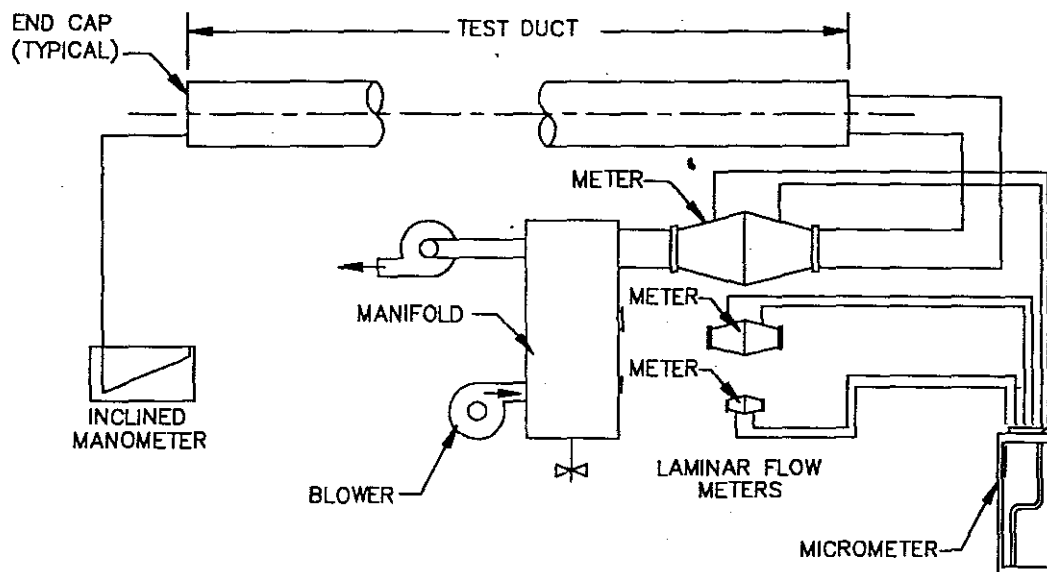 END CAP
(TYPICAL)
TEST DUCT
METER
MANIFOLD
METER
METER
INCLINED
MANOMETER
BLOWER
LAMINAR FLOW
METERS
MICROMETER